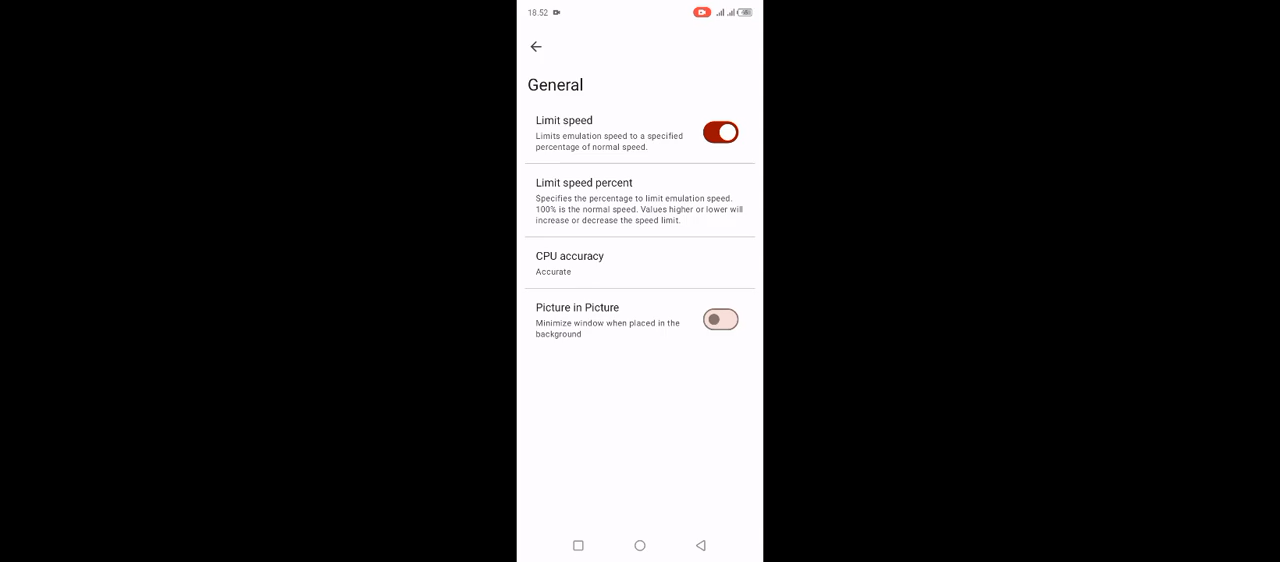 18.52
General
Limit speed
Limits emulation speed to a specified
percentage of normal speed.
Limit speed percent
Specifies the percentage to limit emulation speed.
100% is the normal speed. Values higher or lower will
increase or decrease the speed limit.
CPU accuracy
Accurate
Picture in Picture
Minimize window when placed in the
background